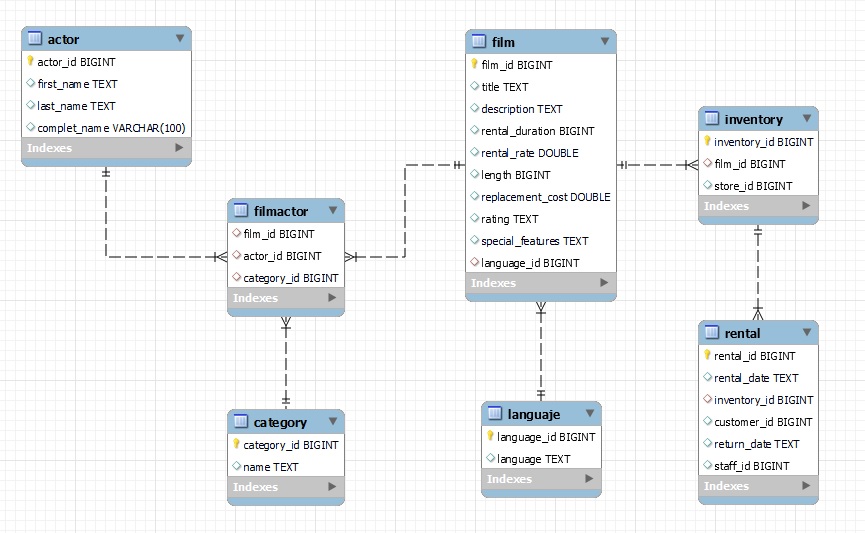 actor
actor_id BIGINT
first_name TEXT
last_name TEXT
complet_name VARCHAR(100)
Indexes
filmactor
film_id BIGINT
actor_id BIGINT
category_id BIGINT
Indexes
category
category_id BIGINT
name TEXT
Indexes
film
film_id BIGINT
title TEXT
description TEXT
rental_duration BIGINT
rental_rate DOUBLE
length BIGINT
replacement_cost DOUBLE
rating TEXT
special_features TEXT
language_id BIGINT
Indexes
languaje
language_id BIGINT
language TEXT
Indexes
inventory
inventory_id BIGINT
film_id BIGINT
store_id BIGINT
Indexes
rental
rental_id BIGINT
rental_date TEXT
inventory_id BIGINT
customer_id BIGINT
return_date TEXT
staff_id BIGINT
Indexes